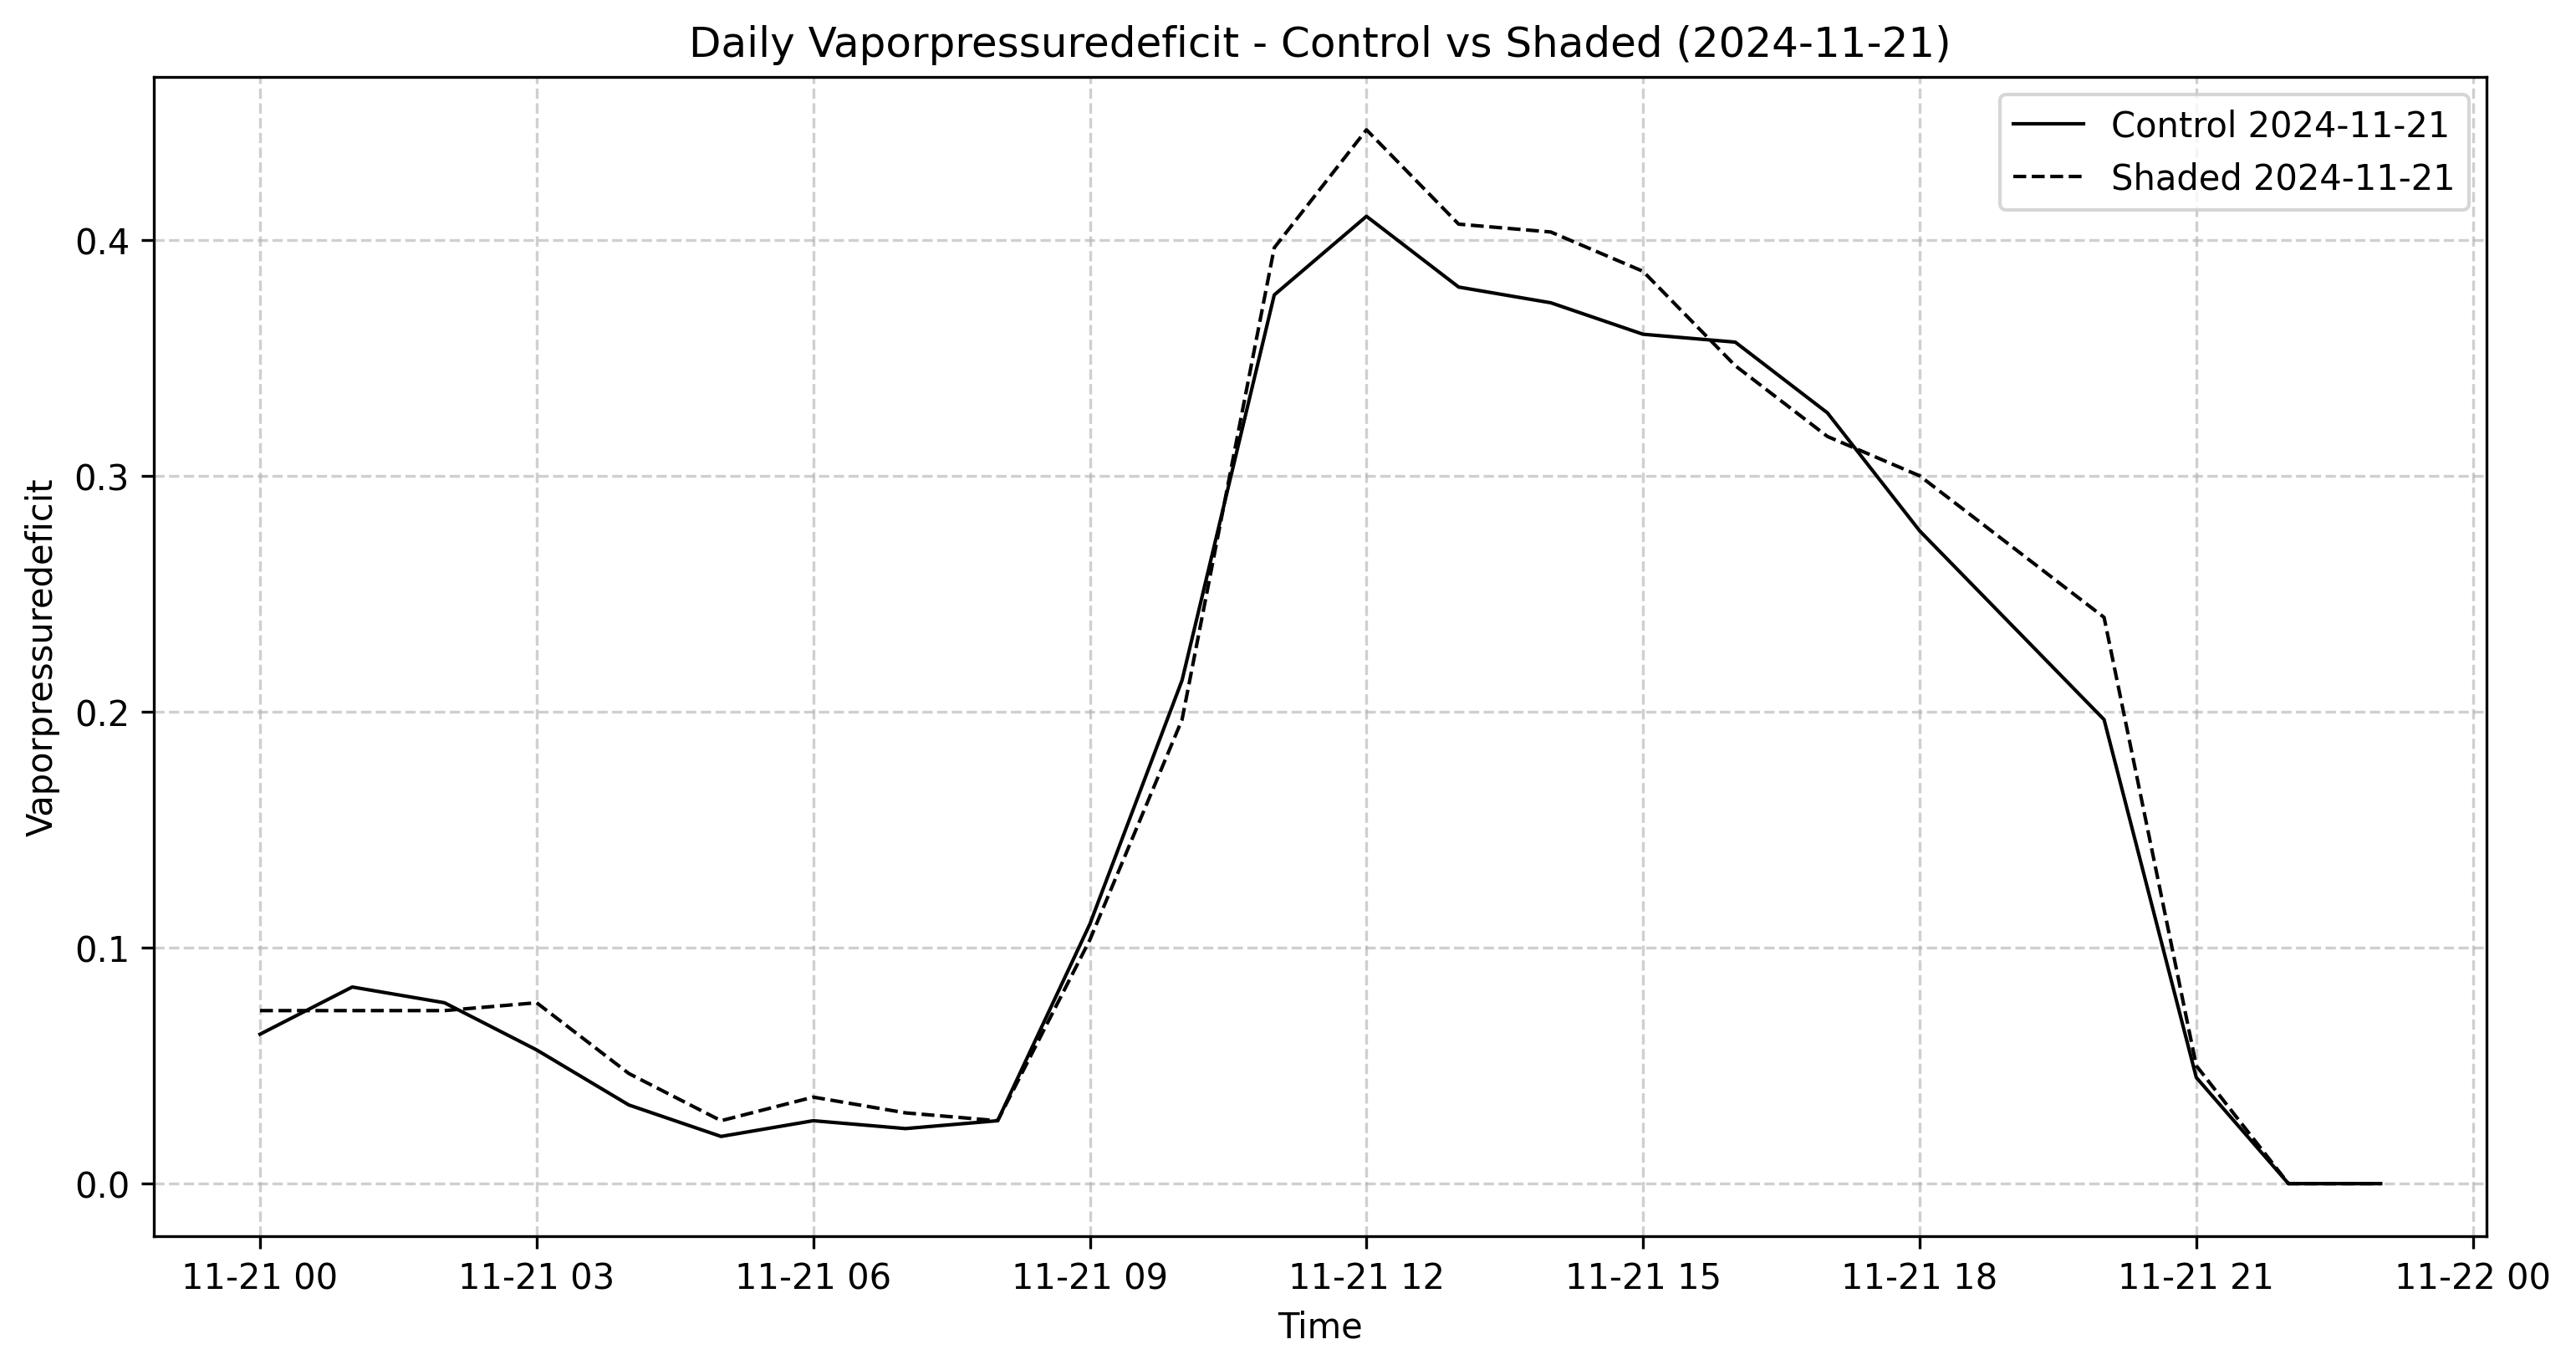 Daily Vaporpressuredeficit - Control vs Shaded (2024-11-21)
Control 2024-11-21
Shaded 2024-11-21
Vaporpressuredeficit
0.4
0.3
0.2
0.1
0.0
11-21 00 11-21 03 11-21 06 11-21 09 11-21 12 11-21 15 11-21 18 11-21 21 11-22 00
Time